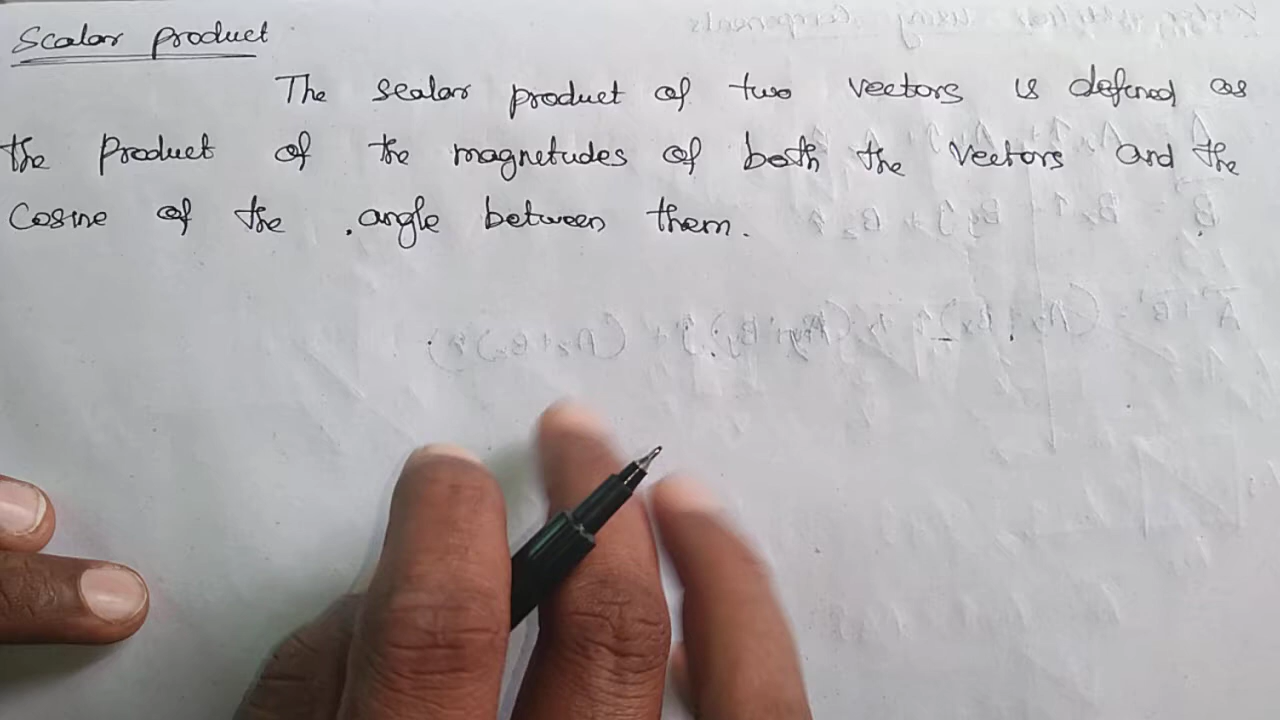 Scalar product
The scalar product of two vectors is defined as
the product of the magnetudes of both the vectors and the
Cosine of the angle between them.